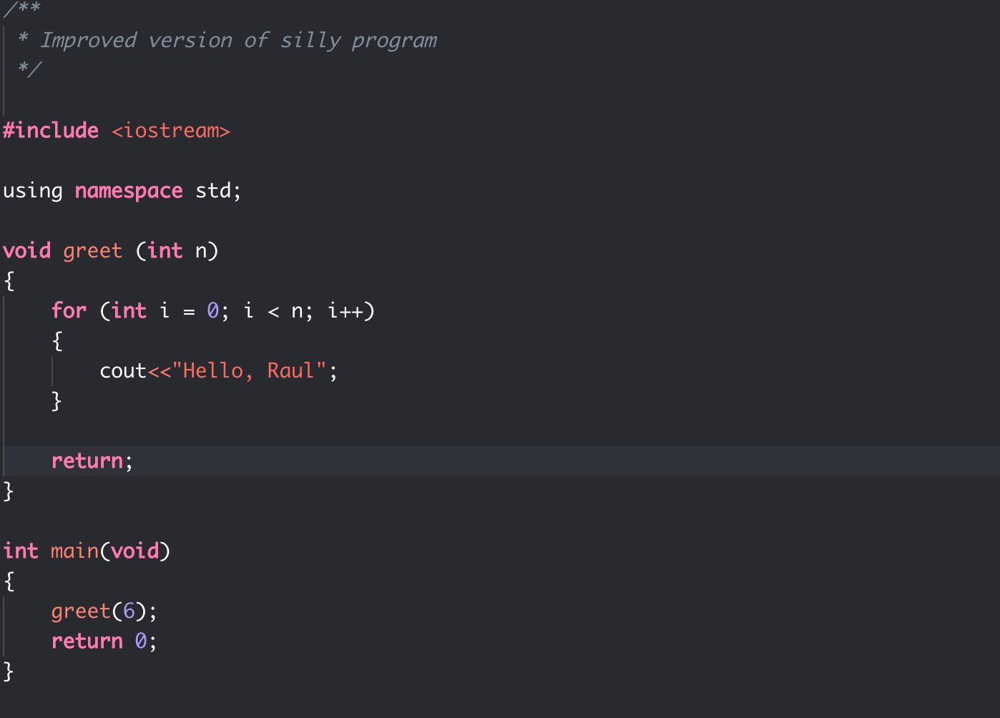 /**
 * Improved version of silly program
 */

#include <iostream>

using namespace std;

void greet (int n)
{
    for (int i = 0; i < n; i++)
    {
        cout<<"Hello, Raul";
    }

    return;
}

int main(void)
{
    greet(6);
    return 0;
}